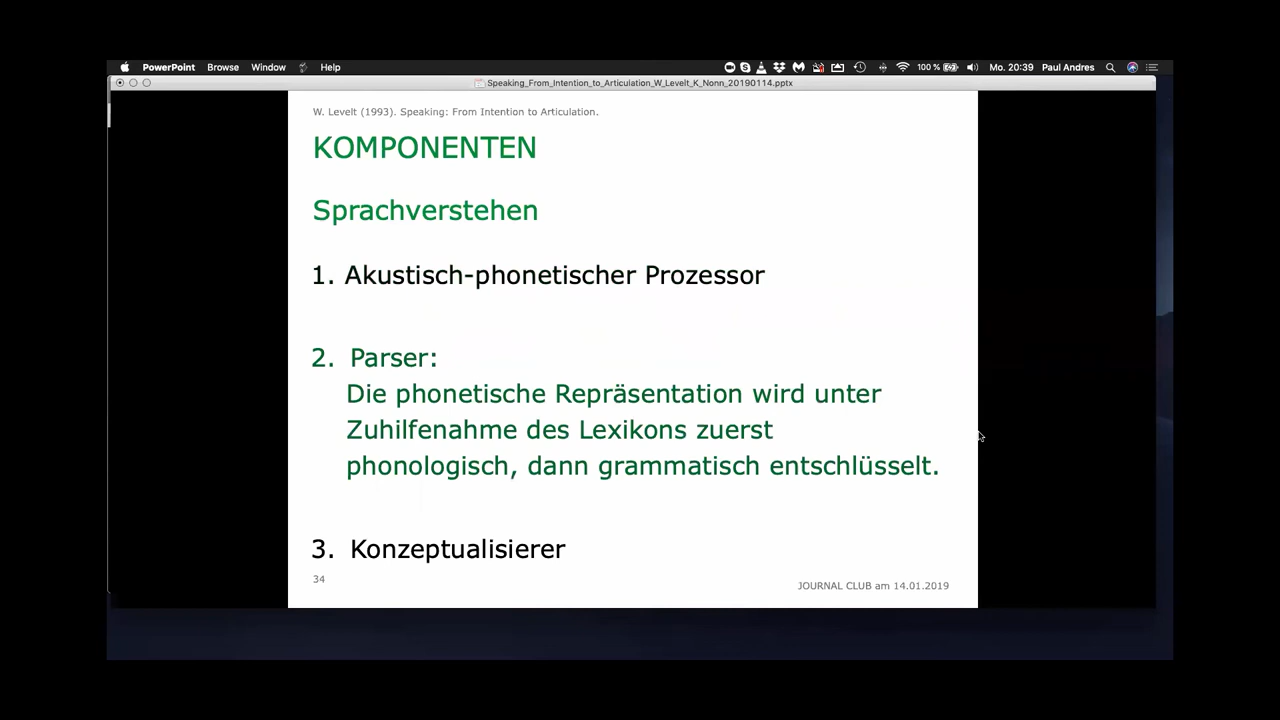 PowerPoint Browse Window Help 100 % Mo. 20:39 Paul Andres
Speaking_From_Intention_to_Articulation_W_Levelt_K_Nonn_20190114.pptx
W. Levelt (1993). Speaking: From Intention to Articulation.
KOMPONENTEN
Sprachverstehen
1. Akustisch-phonetischer Prozessor
2. Parser:
Die phonetische Repräsentation wird unter
Zuhilfenahme des Lexikons zuerst
phonologisch, dann grammatisch entschlüsselt.
3. Konzeptualisierer
34
JOURNAL CLUB am 14.01.2019